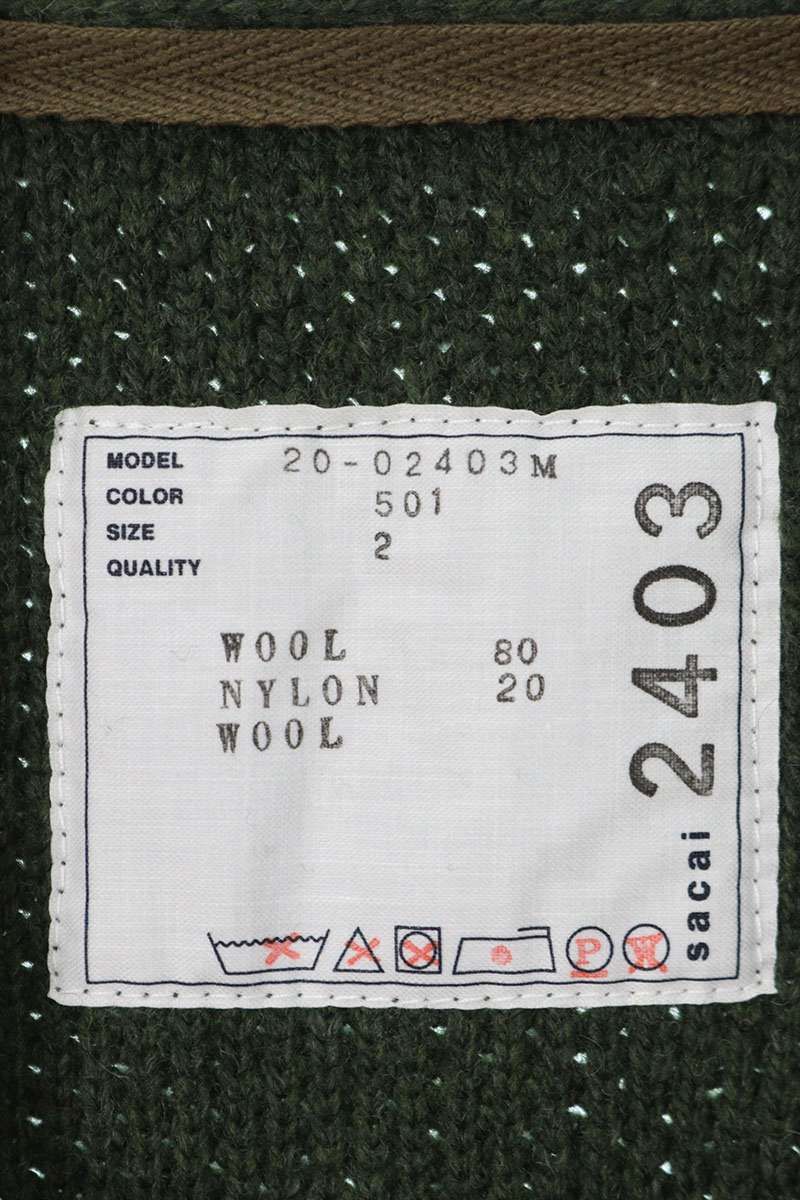 MODEL 20-02403M
COLOR 501
SIZE 2
QUALITY
WOOL 80
NYLON 20
WOOL
P W
sacai 2403